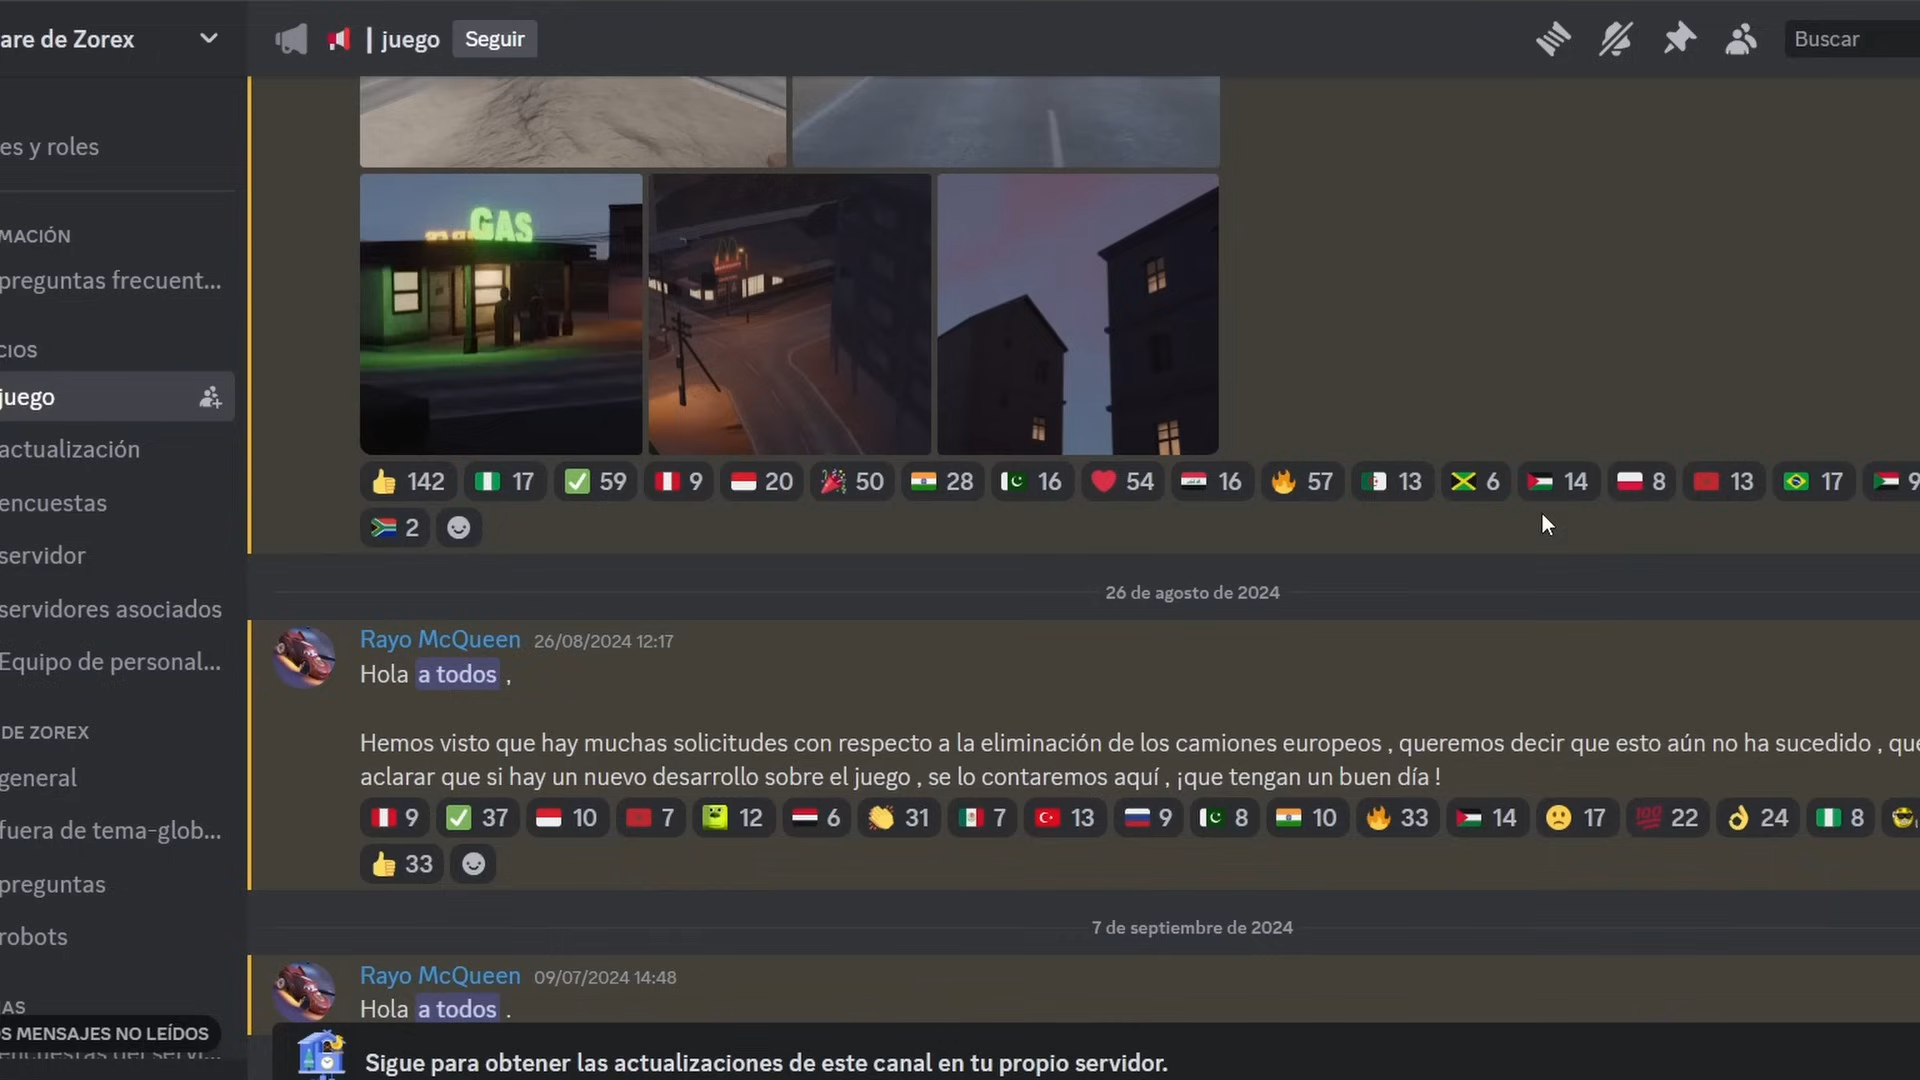 are de Zorex
| juego
Seguir
Buscar
es y roles
MACIÓN
preguntas frecuent...
CIOS
juego
actualización
encuestas
servidor
servidores asociados
Equipo de personal...
DE ZOREX
general
fuera de tema-glob...
preguntas
robots
AS
S MENSAJES NO LEÍDOS
GAS
142 17 59 9 20 50 28 16 54 16 57 13 6 14 8 13 17 9
2
26 de agosto de 2024
Rayo McQueen 26/08/2024 12:17
Hola a todos ,
Hemos visto que hay muchas solicitudes con respecto a la eliminación de los camiones europeos , queremos decir que esto aún no ha sucedido , que
aclarar que si hay un nuevo desarrollo sobre el juego , se lo contaremos aquí , ¡que tengan un buen día !
9 37 10 7 12 6 31 7 13 9 8 10 33 14 17 22 24 8
33
7 de septiembre de 2024
Rayo McQueen 09/07/2024 14:48
Hola a todos .
Sigue para obtener las actualizaciones de este canal en tu propio servidor.